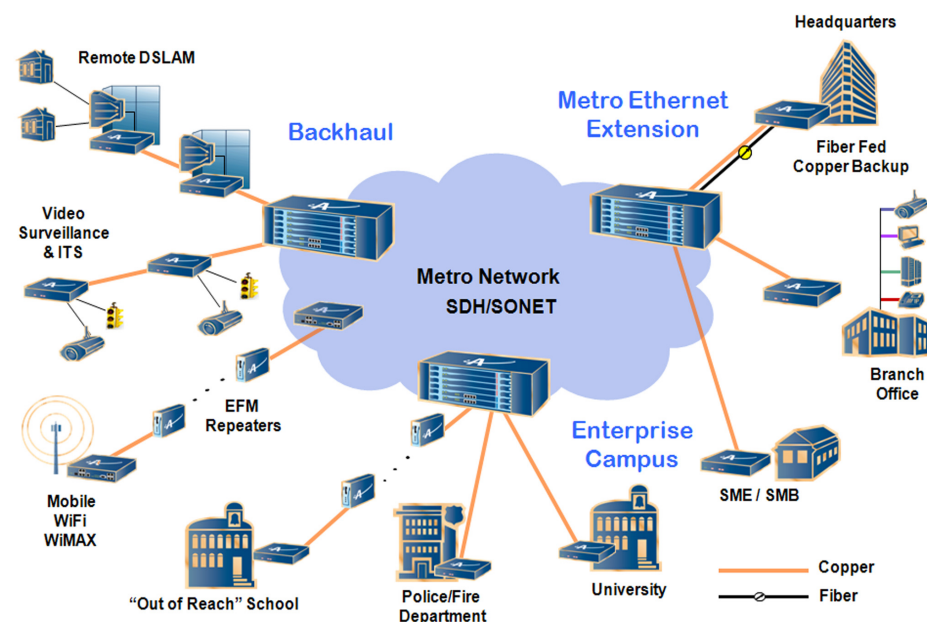 Headquarters
Remote DSLAM
Backhaul
Metro Ethernet
Extension
Fiber Fed
Copper Backup
Video
Surveillance
& ITS
Metro Network
SDH/SONET
Branch
Office
EFM
Repeaters
Enterprise
Campus
Mobile
WiFi
WiMAX
SME / SMB
"Out of Reach" School
Police/Fire
Department
University
Copper
Fiber